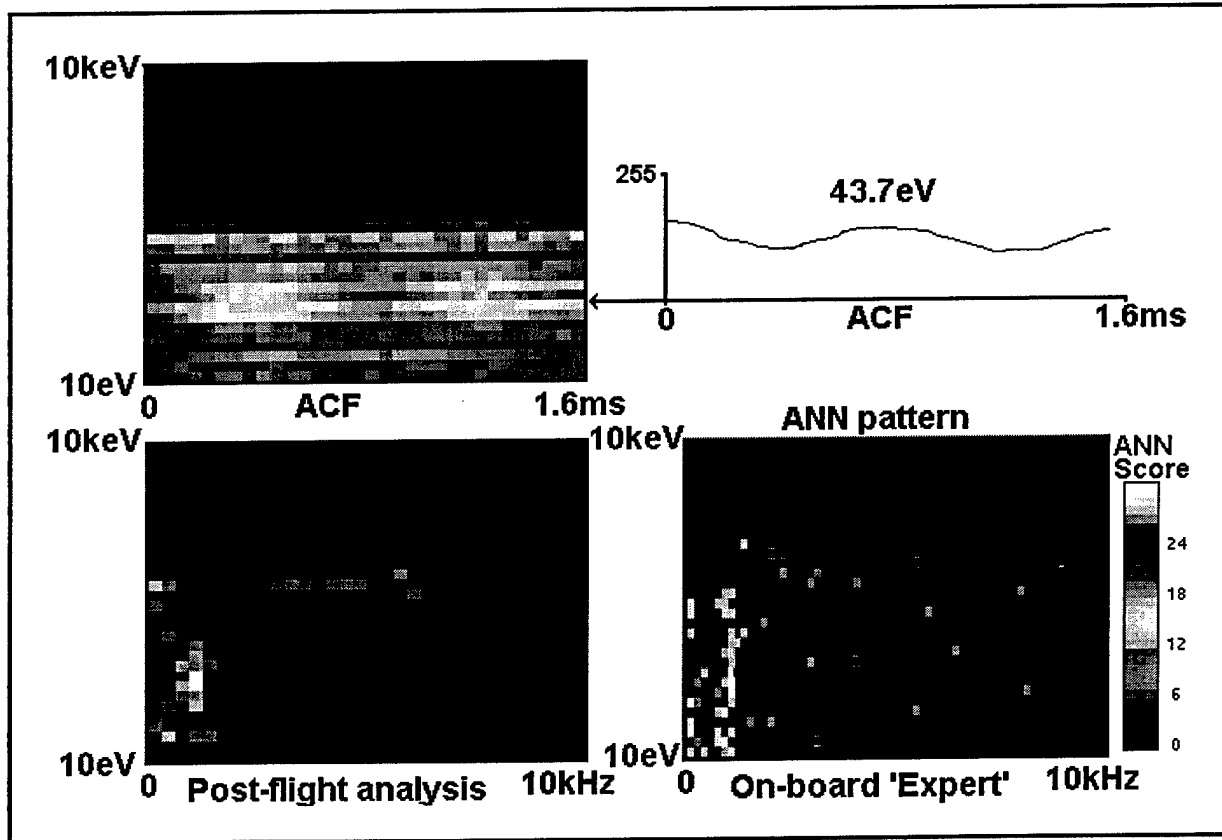 10keV
255
43.7eV
10eV
0 ACF 1.6ms
0 ACF 1.6ms
10keV
10keV
ANN pattern
ANN
Score
24
18
12
6
0
10eV
10eV
0 Post-flight analysis 10kHz
0 On-board 'Expert' 10kHz